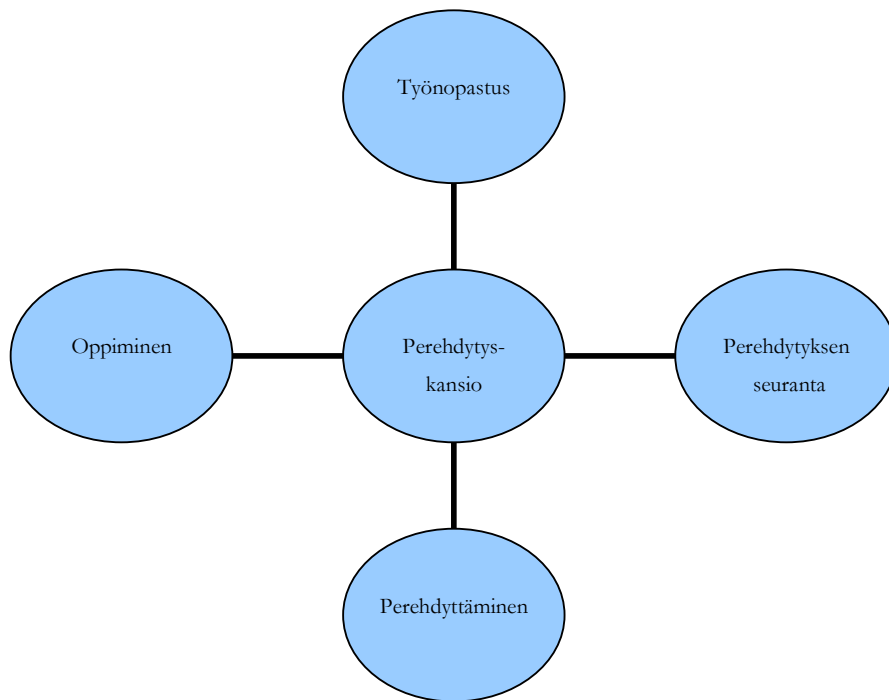 Työnopastus
Oppiminen
Perehdytys-
kansio
Perehdytyksen
seuranta
Perehdyttäminen